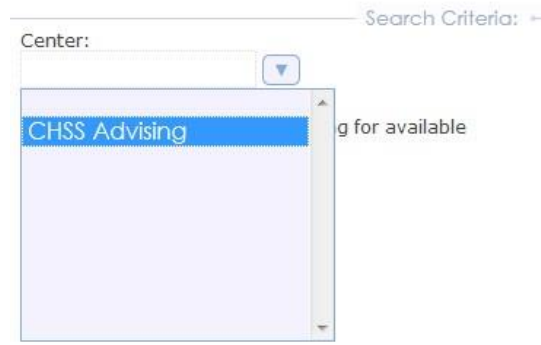 Search Criteria:
Center:
CHSS Advising
g for available